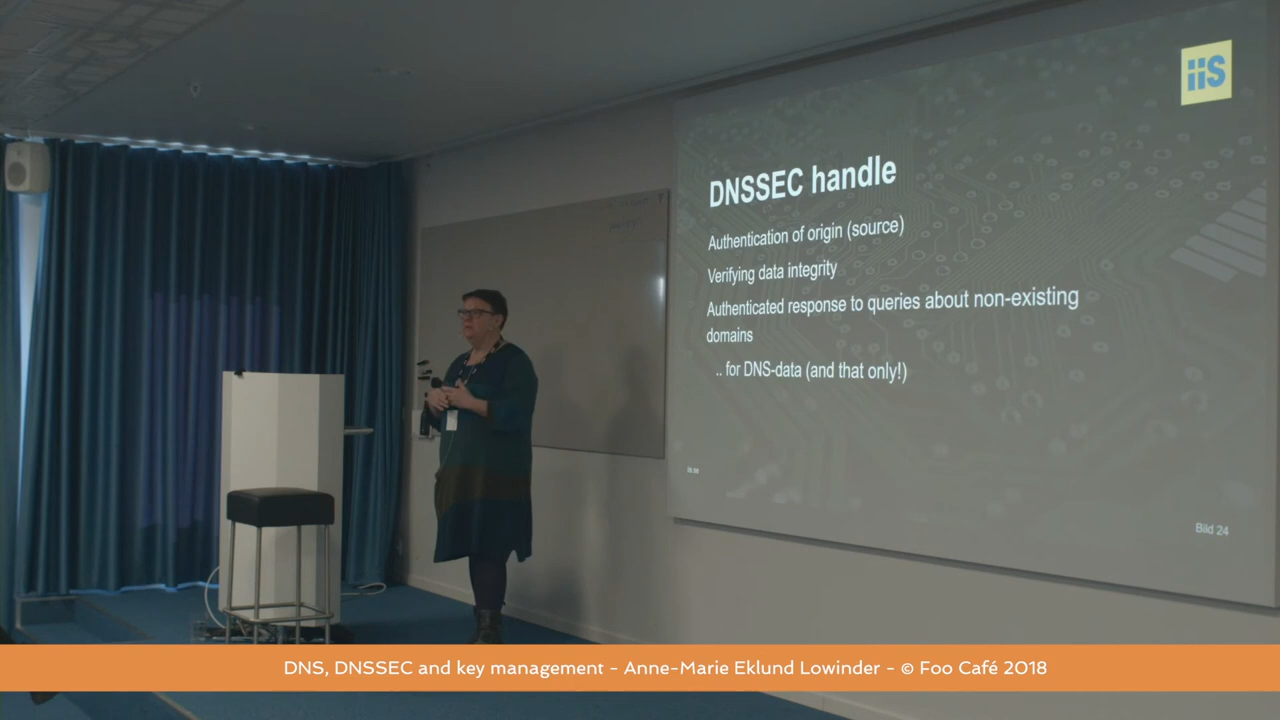 iiS
DNSSEC handle
Authentication of origin (source)
Verifying data integrity
Authenticated response to queries about non-existing
domains
.. for DNS-data (and that only!)
Bild 24
DNS, DNSSEC and key management - Anne-Marie Eklund Lowinder - © Foo Café 2018